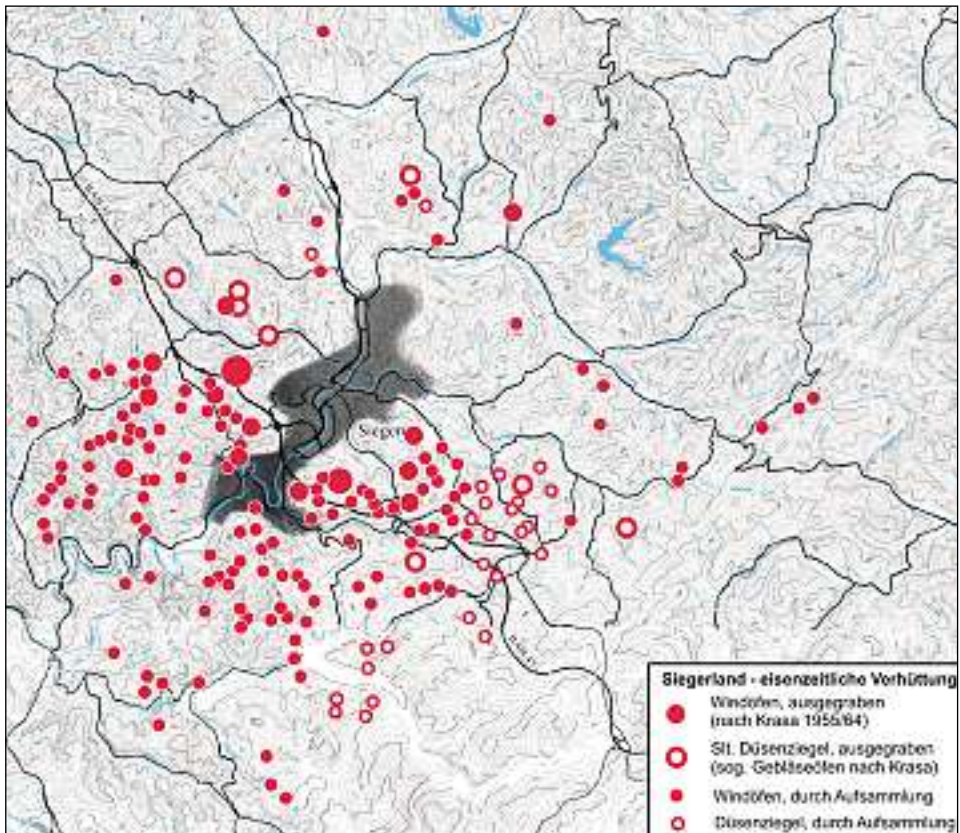 Siegen
Siegerland - eisenzeitliche Verhüttung
Windöfen, ausgegraben
(nach Krasa 1955/64)
Slt. Düsenziegel, ausgegraben
(sog. Gebläseöfen nach Krasa)
Windöfen, durch Aufsammlung
Düsenziegel, durch Aufsammlung